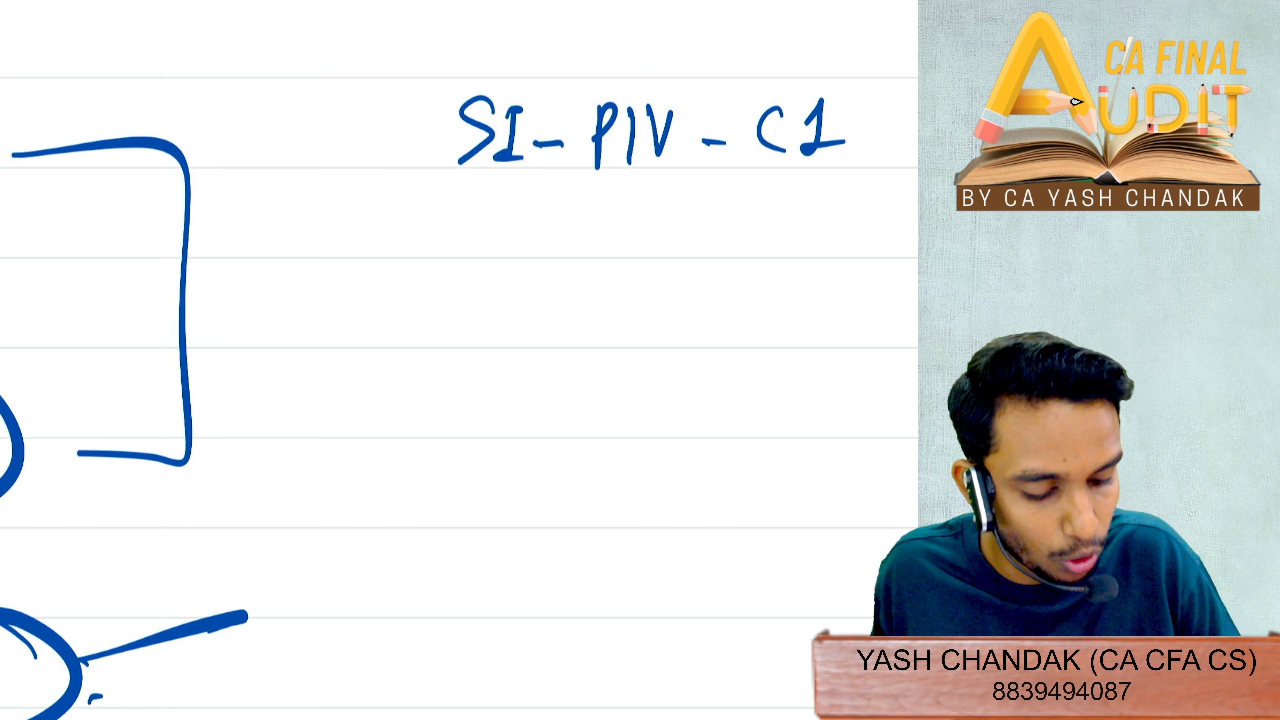 SI - PIV - C1
CA FINAL
AUDIT
BY CA YASH CHANDAK
YASH CHANDAK (CA CFA CS)
8839494087